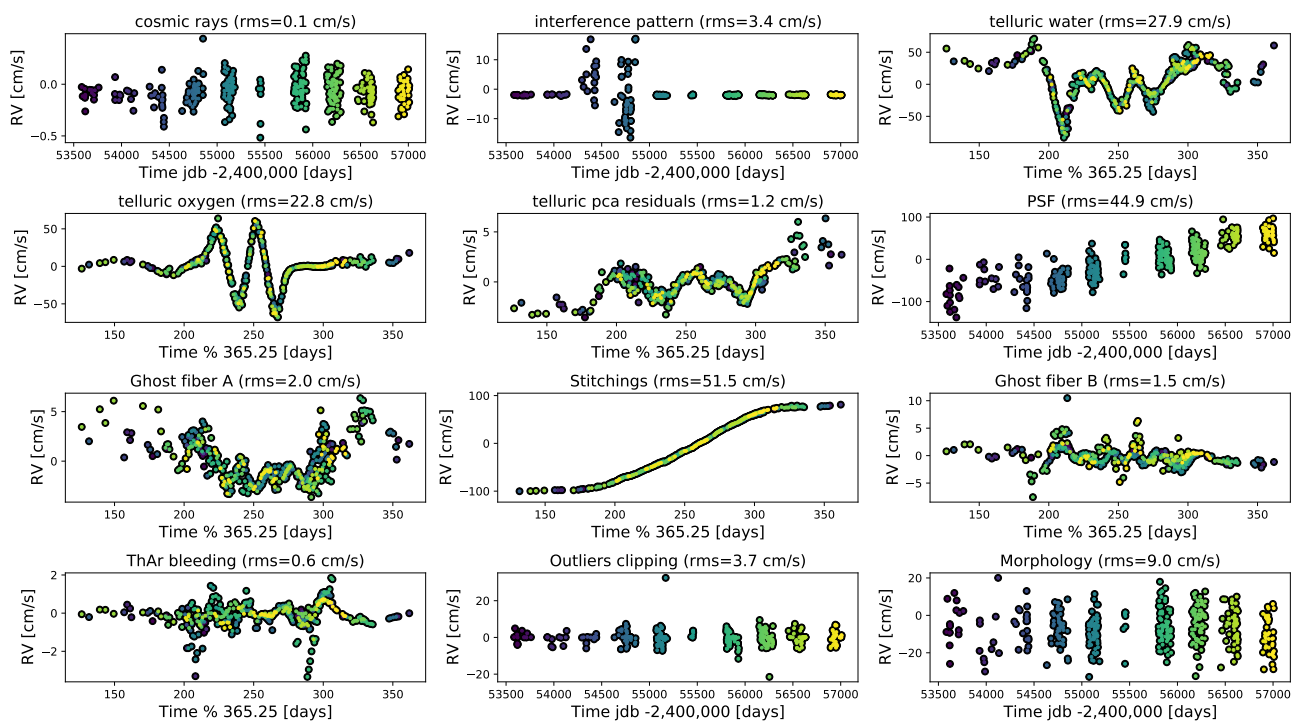 cosmic rays (rms=0.1 cm/s)
RV [cm/s]
0.0
−0.5
53500 54000 54500 55000 55500 56000 56500 57000
Time jdb -2,400,000 [days]
interference pattern (rms=3.4 cm/s)
RV [cm/s]
10
0
−10
53500 54000 54500 55000 55500 56000 56500 57000
Time jdb -2,400,000 [days]
telluric water (rms=27.9 cm/s)
RV [cm/s]
50
0
−50
150 200 250 300 350
Time % 365.25 [days]
telluric oxygen (rms=22.8 cm/s)
RV [cm/s]
50
0
−50
150 200 250 300 350
Time % 365.25 [days]
telluric pca residuals (rms=1.2 cm/s)
RV [cm/s]
5
0
150 200 250 300 350
Time % 365.25 [days]
PSF (rms=44.9 cm/s)
RV [cm/s]
100
0
−100
53500 54000 54500 55000 55500 56000 56500 57000
Time jdb -2,400,000 [days]
Ghost fiber A (rms=2.0 cm/s)
RV [cm/s]
5
0
150 200 250 300 350
Time % 365.25 [days]
Stitchings (rms=51.5 cm/s)
RV [cm/s]
100
0
−100
150 200 250 300 350
Time % 365.25 [days]
Ghost fiber B (rms=1.5 cm/s)
RV [cm/s]
10
5
0
−5
150 200 250 300 350
Time % 365.25 [days]
ThAr bleeding (rms=0.6 cm/s)
RV [cm/s]
2
0
−2
150 200 250 300 350
Time % 365.25 [days]
Outliers clipping (rms=3.7 cm/s)
RV [cm/s]
20
0
−20
53500 54000 54500 55000 55500 56000 56500 57000
Time jdb -2,400,000 [days]
Morphology (rms=9.0 cm/s)
RV [cm/s]
20
0
−20
53500 54000 54500 55000 55500 56000 56500 57000
Time jdb -2,400,000 [days]